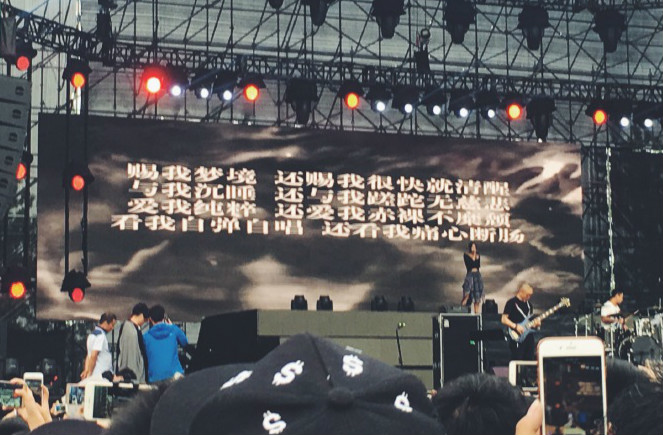 赐我梦境 还赐我很快就清醒
与我沉睡 还与我蹉跎无慈悲
爱我纯粹 还爱我赤裸不靡颓
看我自弹自唱 还看我痛心断肠
$ $ $ $ $